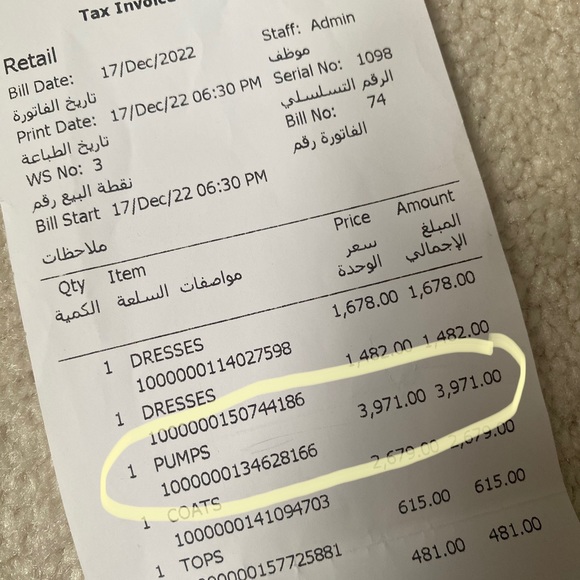 Tax Invoice
Retail
Staff: Admin
Bill Date: 17/Dec/2022
موظف
تاريخ الفاتورة
Serial No: 1098
Print Date: 17/Dec/22 06:30 PM
الرقم التسلسلي
تاريخ الطباعة
Bill No: 74
WS No: 3
الفاتورة رقم
نقطة البيع رقم
Bill Start 17/Dec/22 06:30 PM
ملاحظات
Qty Item Price Amount
الكمية مواصفات السلعة سعر الوحدة المبلغ الإجمالي
1 DRESSES 1,678.00 1,678.00
1000000114027598
1 DRESSES 1,482.00 1,482.00
1000000150744186
1 PUMPS 3,971.00 3,971.00
1000000134628166
1 COATS 2,679.00 2,679.00
1000000141094703
1 TOPS 615.00 615.00
000000157725881
481.00 481.00